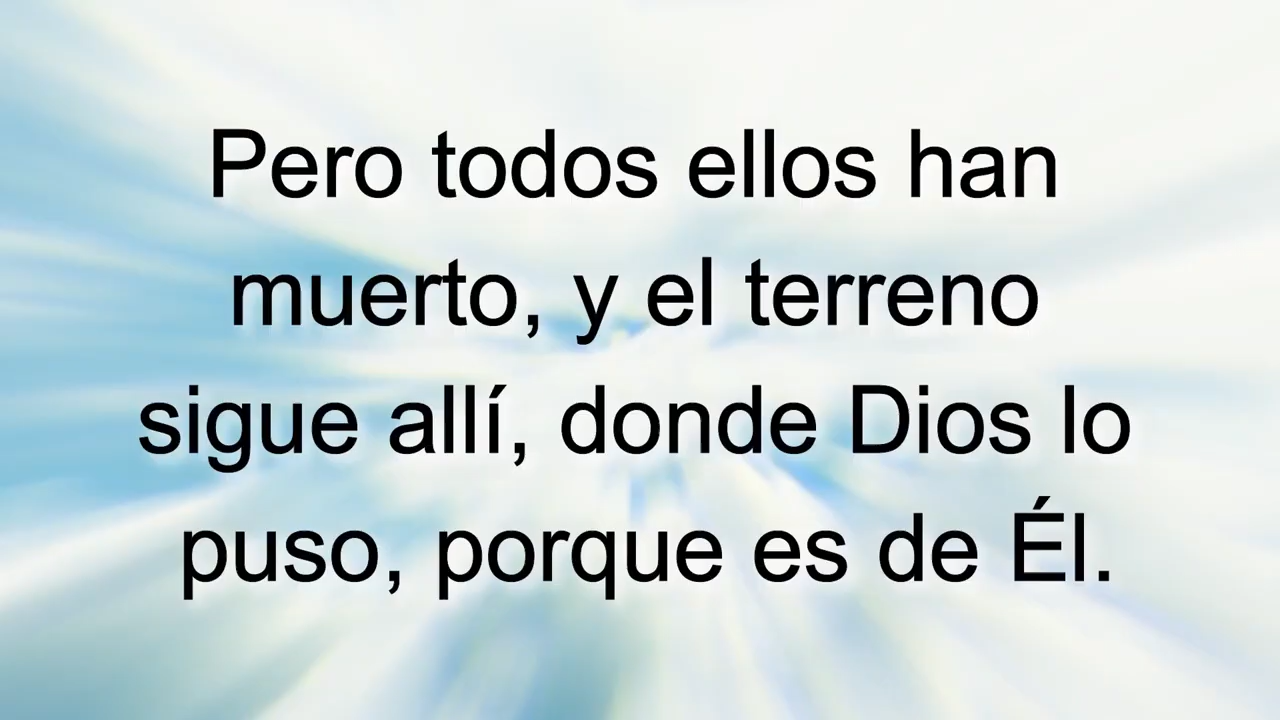 Pero todos ellos han
muerto, y el terreno
sigue allí, donde Dios lo
puso, porque es de Él.